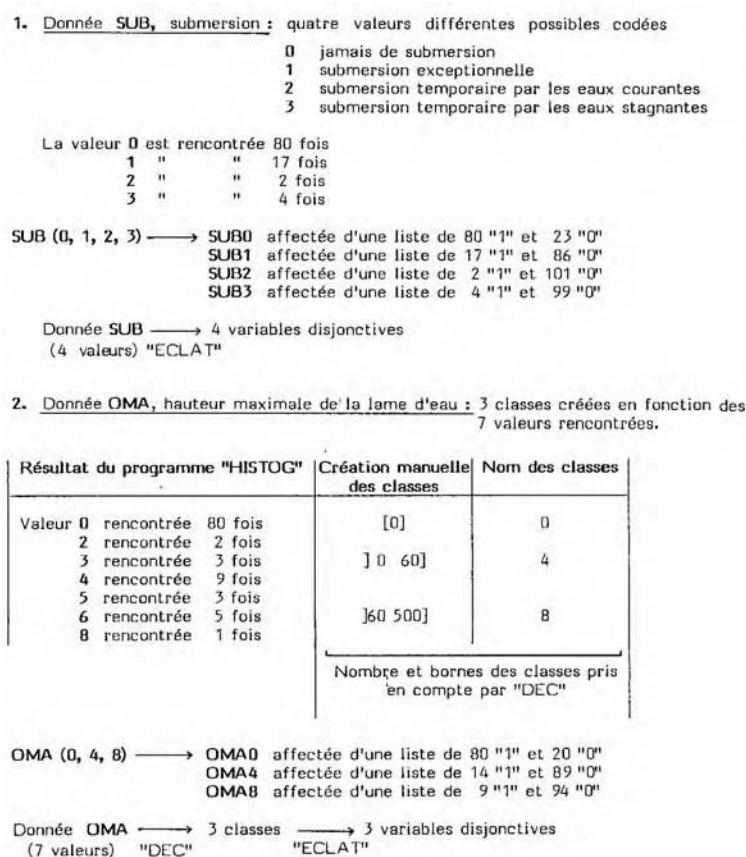 1. Donnée SUB, submersion : quatre valeurs différentes possibles codées
0 jamais de submersion
1 submersion exceptionnelle
2 submersion temporaire par les eaux courantes
3 submersion temporaire par les eaux stagnantes
La valeur 0 est rencontrée 80 fois
1 " " 17 fois
2 " " 2 fois
3 " " 4 fois
SUB (0, 1, 2, 3) ⟶ SUB0 affectée d'une liste de 80 "1" et 23 "0"
SUB1 affectée d'une liste de 17 "1" et 86 "0"
SUB2 affectée d'une liste de 2 "1" et 101 "0"
SUB3 affectée d'une liste de 4 "1" et 99 "0"
Donnée SUB ⟶ 4 variables disjonctives
(4 valeurs) "ECLAT"
2. Donnée OMA, hauteur maximale de la lame d'eau : 3 classes créées en fonction des
7 valeurs rencontrées.
Résultat du programme "HISTOG" Création manuelle Nom des classes
des classes
Valeur 0 rencontrée 80 fois [0] 0
2 rencontrée 2 fois
3 rencontrée 3 fois ] 0 60] 4
4 rencontrée 9 fois
5 rencontrée 3 fois
6 rencontrée 5 fois ]60 500] 8
8 rencontrée 1 fois
Nombre et bornes des classes pris
en compte par "DEC"
OMA (0, 4, 8) ⟶ OMA0 affectée d'une liste de 80 "1" et 20 "0"
OMA4 affectée d'une liste de 14 "1" et 89 "0"
OMA8 affectée d'une liste de 9 "1" et 94 "0"
Donnée OMA ⟶ 3 classes ⟶ 3 variables disjonctives
(7 valeurs) "DEC" "ECLAT"